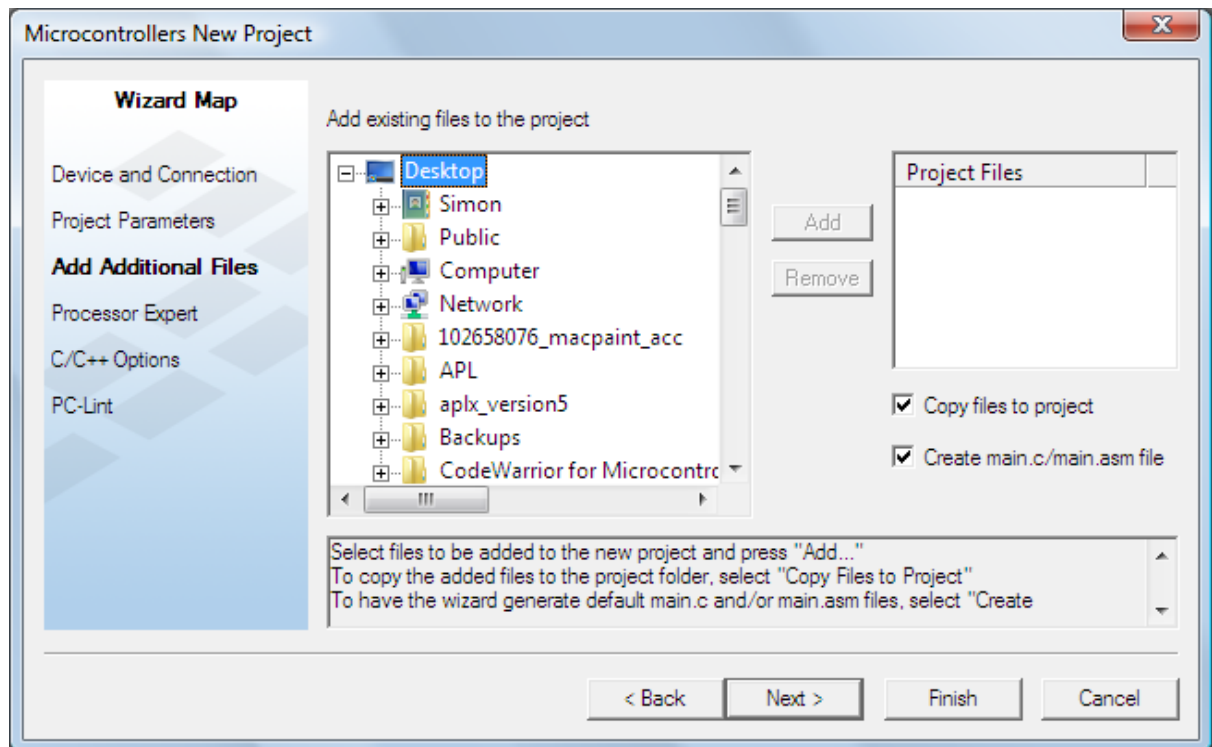 Microcontrollers New Project
Wizard Map
Device and Connection
Project Parameters
Add Additional Files
Processor Expert
C/C++ Options
PC-Lint
Add existing files to the project
Desktop
Simon
Public
Computer
Network
102658076_macpaint_acc
APL
aplx_version5
Backups
CodeWarrior for Microcontrc
Add
Remove
Project Files
Copy files to project
Create main.c/main.asm file
Select files to be added to the new project and press "Add..."
To copy the added files to the project folder, select "Copy Files to Project"
To have the wizard generate default main.c and/or main.asm files, select "Create
< Back
Next >
Finish
Cancel